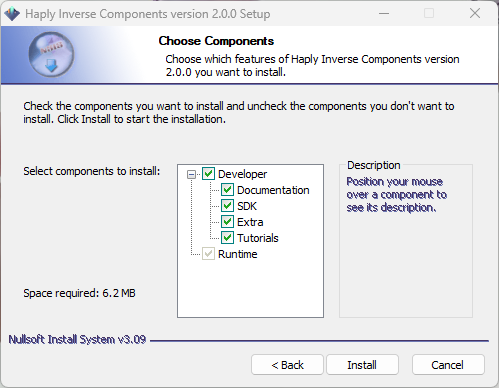 Haply Inverse Components version 2.0.0 Setup
Choose Components
Choose which features of Haply Inverse Components version
2.0.0 you want to install.
Check the components you want to install and uncheck the components you don't want to
install. Click Install to start the installation.
Select components to install:
Developer
Documentation
SDK
Extra
Tutorials
Runtime
Description
Position your mouse
over a component to
see its description.
Space required: 6.2 MB
Nullsoft Install System v3.09
< Back
Install
Cancel